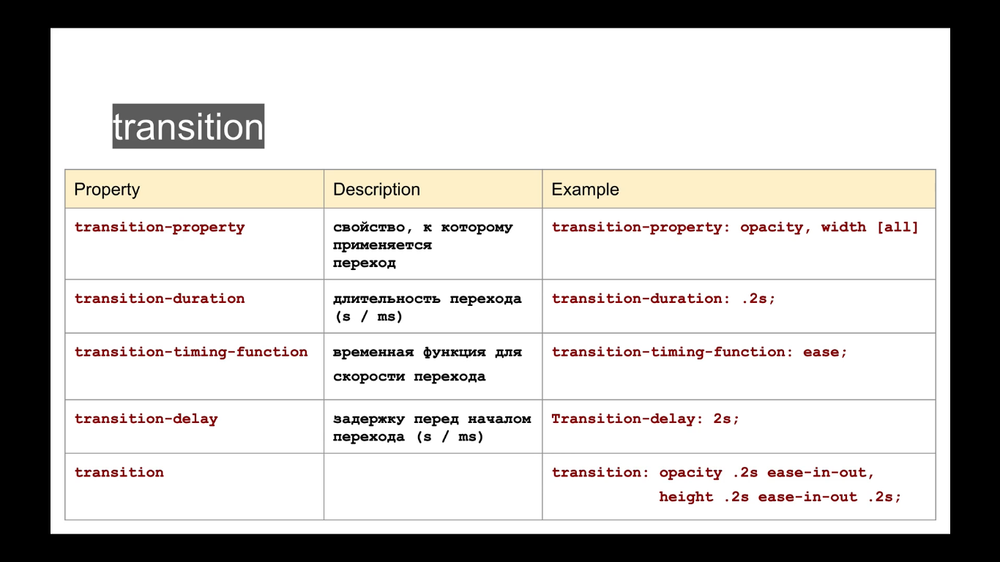 transition
Property
Description
Example
transition-property
свойство, к которому
применяется
переход
transition-property: opacity, width [all]
transition-duration
длительность перехода
(s / ms)
transition-duration: .2s;
transition-timing-function
временная функция для
скорости перехода
transition-timing-function: ease;
transition-delay
задержку перед началом
перехода (s / ms)
Transition-delay: 2s;
transition
transition: opacity .2s ease-in-out,
height .2s ease-in-out .2s;